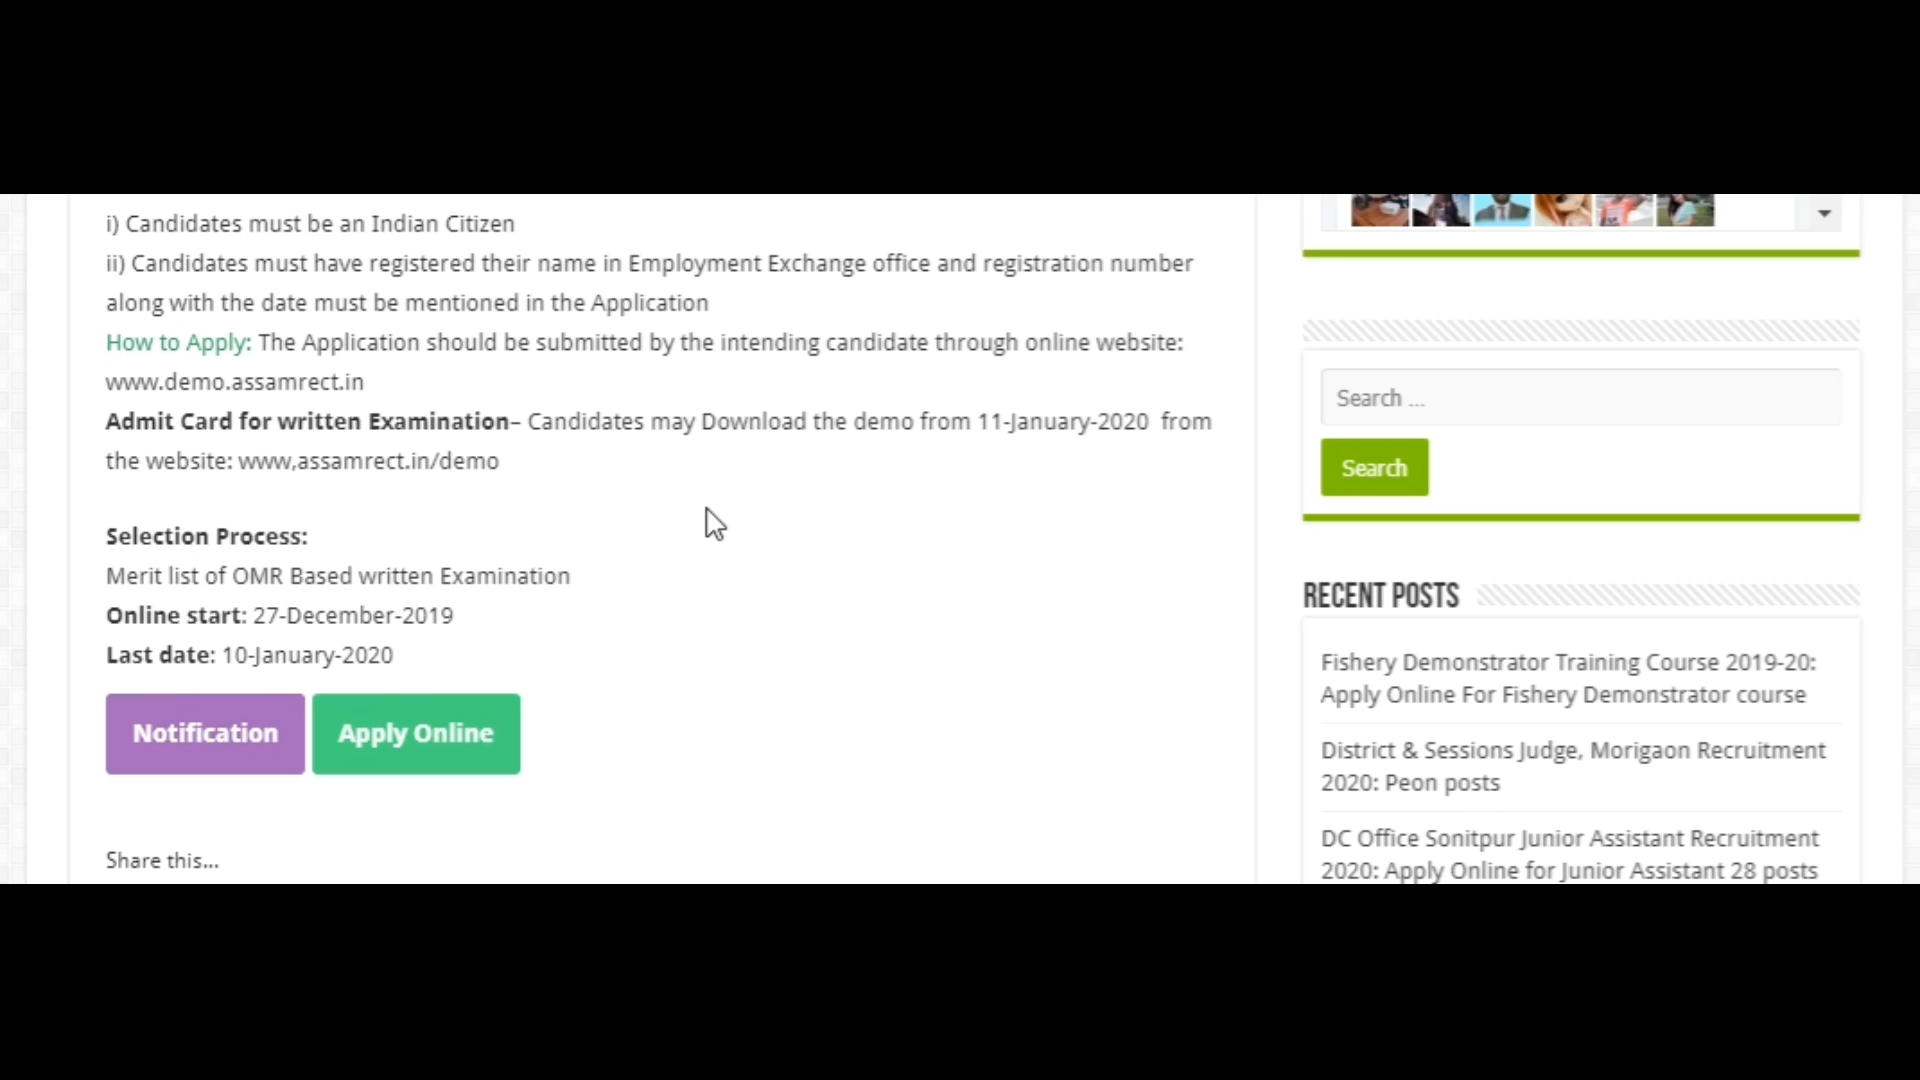 i) Candidates must be an Indian Citizen
ii) Candidates must have registered their name in Employment Exchange office and registration number
along with the date must be mentioned in the Application
How to Apply: The Application should be submitted by the intending candidate through online website:
www.demo.assamrect.in
Admit Card for written Examination– Candidates may Download the demo from 11-January-2020 from
the website: www,assamrect.in/demo
Selection Process:
Merit list of OMR Based written Examination
Online start: 27-December-2019
Last date: 10-January-2020
Notification
Apply Online
Share this...
Search ...
Search
RECENT POSTS
Fishery Demonstrator Training Course 2019-20:
Apply Online For Fishery Demonstrator course
District & Sessions Judge, Morigaon Recruitment
2020: Peon posts
DC Office Sonitpur Junior Assistant Recruitment
2020: Apply Online for Junior Assistant 28 posts